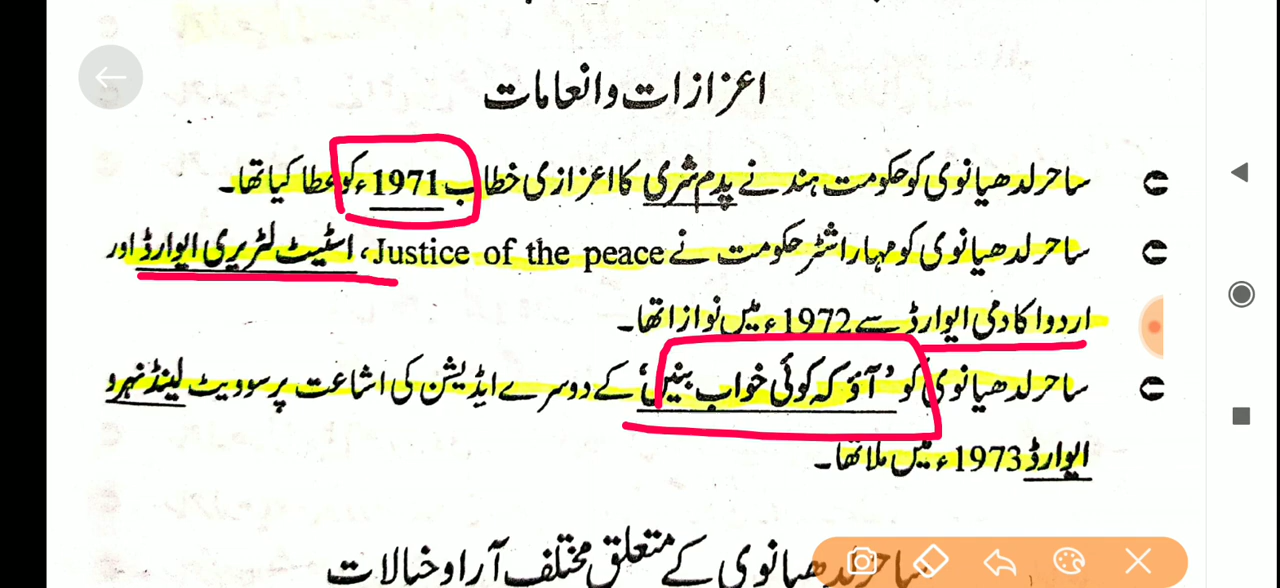 اعزازات و انعامات
ساحر لدھیانوی کو حکومت ہند نے پدم شری کا اعزازی خطاب 1971ء کو عطا کیا تھا۔
ساحر لدھیانوی کو مہاراشٹر حکومت نے Justice of the peace، اسٹیٹ لٹریری ایوارڈ اور
اردو اکادمی ایوارڈ سے 1972ء میں نوازا تھا۔
ساحر لدھیانوی کو ’آؤ کہ کوئی خواب بنیں‘ کے دوسرے ایڈیشن کی اشاعت پر سوویٹ لینڈ نہرو
ایوارڈ 1973ء میں ملا تھا۔
ساحر لدھیانوی کے متعلق مختلف آرا و خیالات